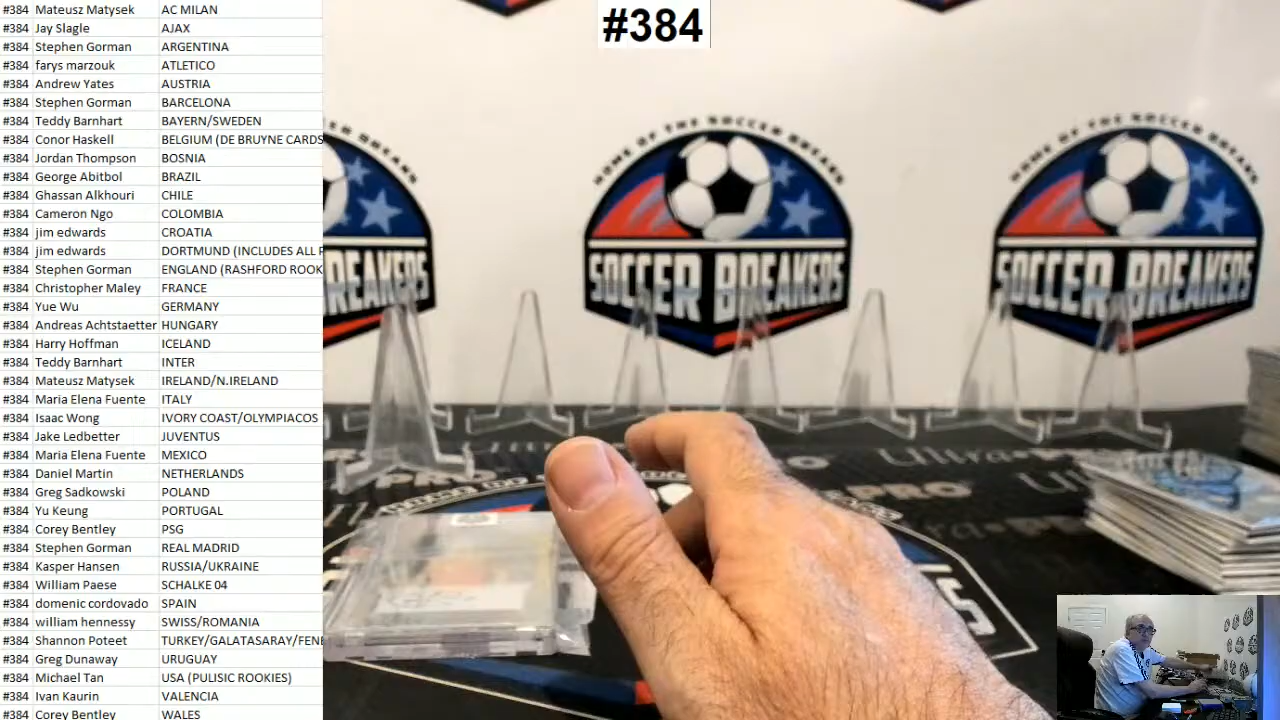 #384 Mateusz Matysek AC MILAN
#384 Jay Slagle AJAX
#384 Stephen Gorman ARGENTINA
#384 farys marzouk ATLETICO
#384 Andrew Yates AUSTRIA
#384 Stephen Gorman BARCELONA
#384 Teddy Barnhart BAYERN/SWEDEN
#384 Conor Haskell BELGIUM (DE BRUYNE CARDS
#384 Jordan Thompson BOSNIA
#384 George Abitbol BRAZIL
#384 Ghassan Alkhouri CHILE
#384 Cameron Ngo COLOMBIA
#384 jim edwards CROATIA
#384 jim edwards DORTMUND (INCLUDES ALL
#384 Stephen Gorman ENGLAND (RASHFORD ROOK
#384 Christopher Maley FRANCE
#384 Yue Wu GERMANY
#384 Andreas Achtstaetter HUNGARY
#384 Harry Hoffman ICELAND
#384 Teddy Barnhart INTER
#384 Mateusz Matysek IRELAND/N.IRELAND
#384 Maria Elena Fuente ITALY
#384 Isaac Wong IVORY COAST/OLYMPIACOS
#384 Jake Ledbetter JUVENTUS
#384 Maria Elena Fuente MEXICO
#384 Daniel Martin NETHERLANDS
#384 Greg Sadkowski POLAND
#384 Yu Keung PORTUGAL
#384 Corey Bentley PSG
#384 Stephen Gorman REAL MADRID
#384 Kasper Hansen RUSSIA/UKRAINE
#384 William Paese SCHALKE 04
#384 domenic cordovado SPAIN
#384 william hennessy SWISS/ROMANIA
#384 Shannon Poteet TURKEY/GALATASARAY/FENE
#384 Greg Dunaway URUGUAY
#384 Michael Tan USA (PULISIC ROOKIES)
#384 Ivan Kaurin VALENCIA
#384 Corey Bentley WALES
#384
HOME OF THE SOCCER BREAKS
SOCCER BREAKERS
HOME OF THE SOCCER BREAKS
SOCCER BREAKERS
BREAKERS
Ultra PRO